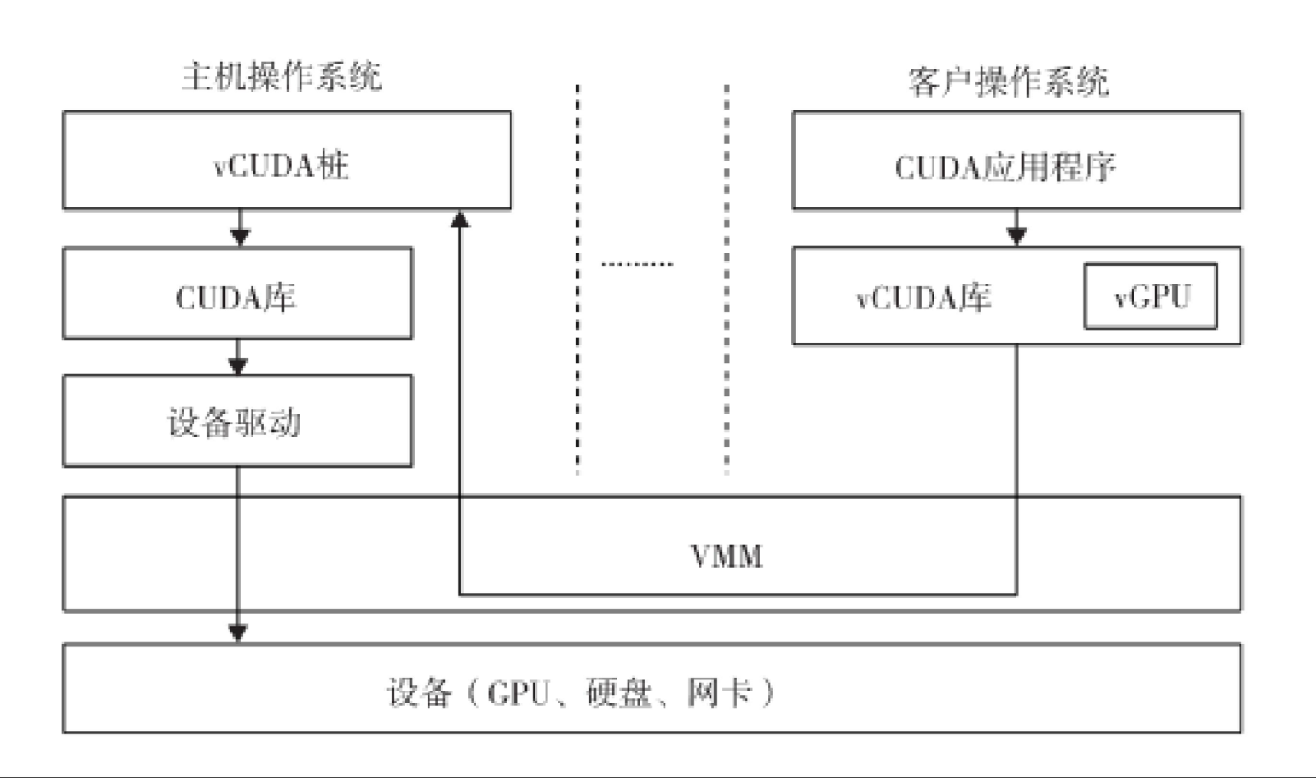 主机操作系统
客户操作系统
vCUDA桩
CUDA应用程序
CUDA库
vCUDA库
vGPU
设备驱动
VMM
设备（GPU、硬盘、网卡）